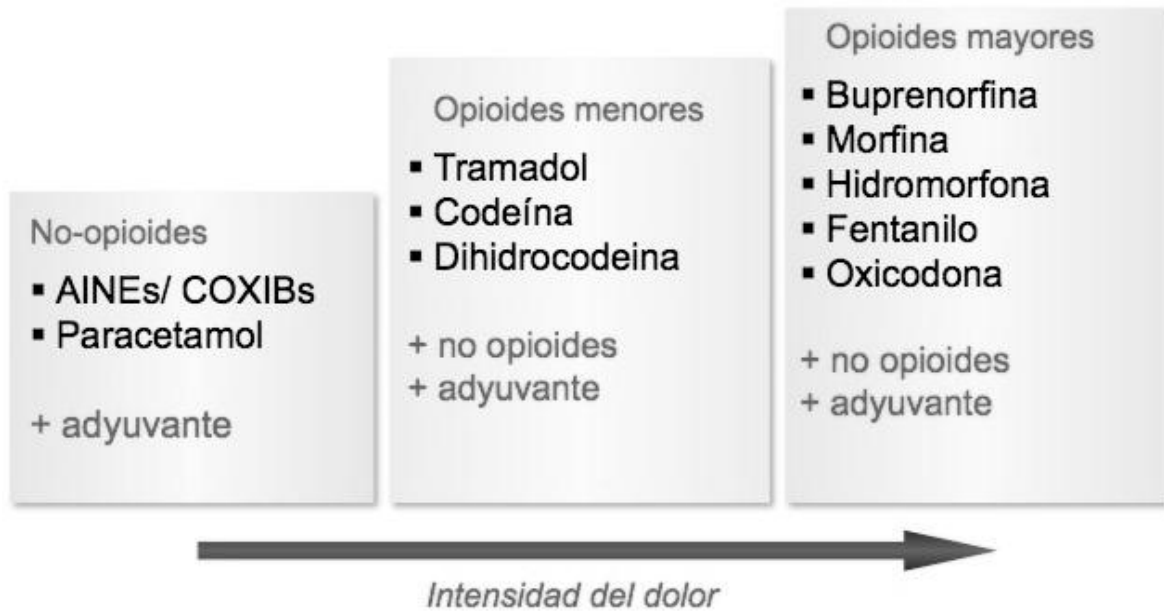 No-opioides
▪ AINEs/ COXIBs
▪ Paracetamol
+ adyuvante
Opioides menores
▪ Tramadol
▪ Codeína
▪ Dihidrocodeina
+ no opioides
+ adyuvante
Opioides mayores
▪ Buprenorfina
▪ Morfina
▪ Hidromorfona
▪ Fentanilo
▪ Oxicodona
+ no opioides
+ adyuvante
Intensidad del dolor